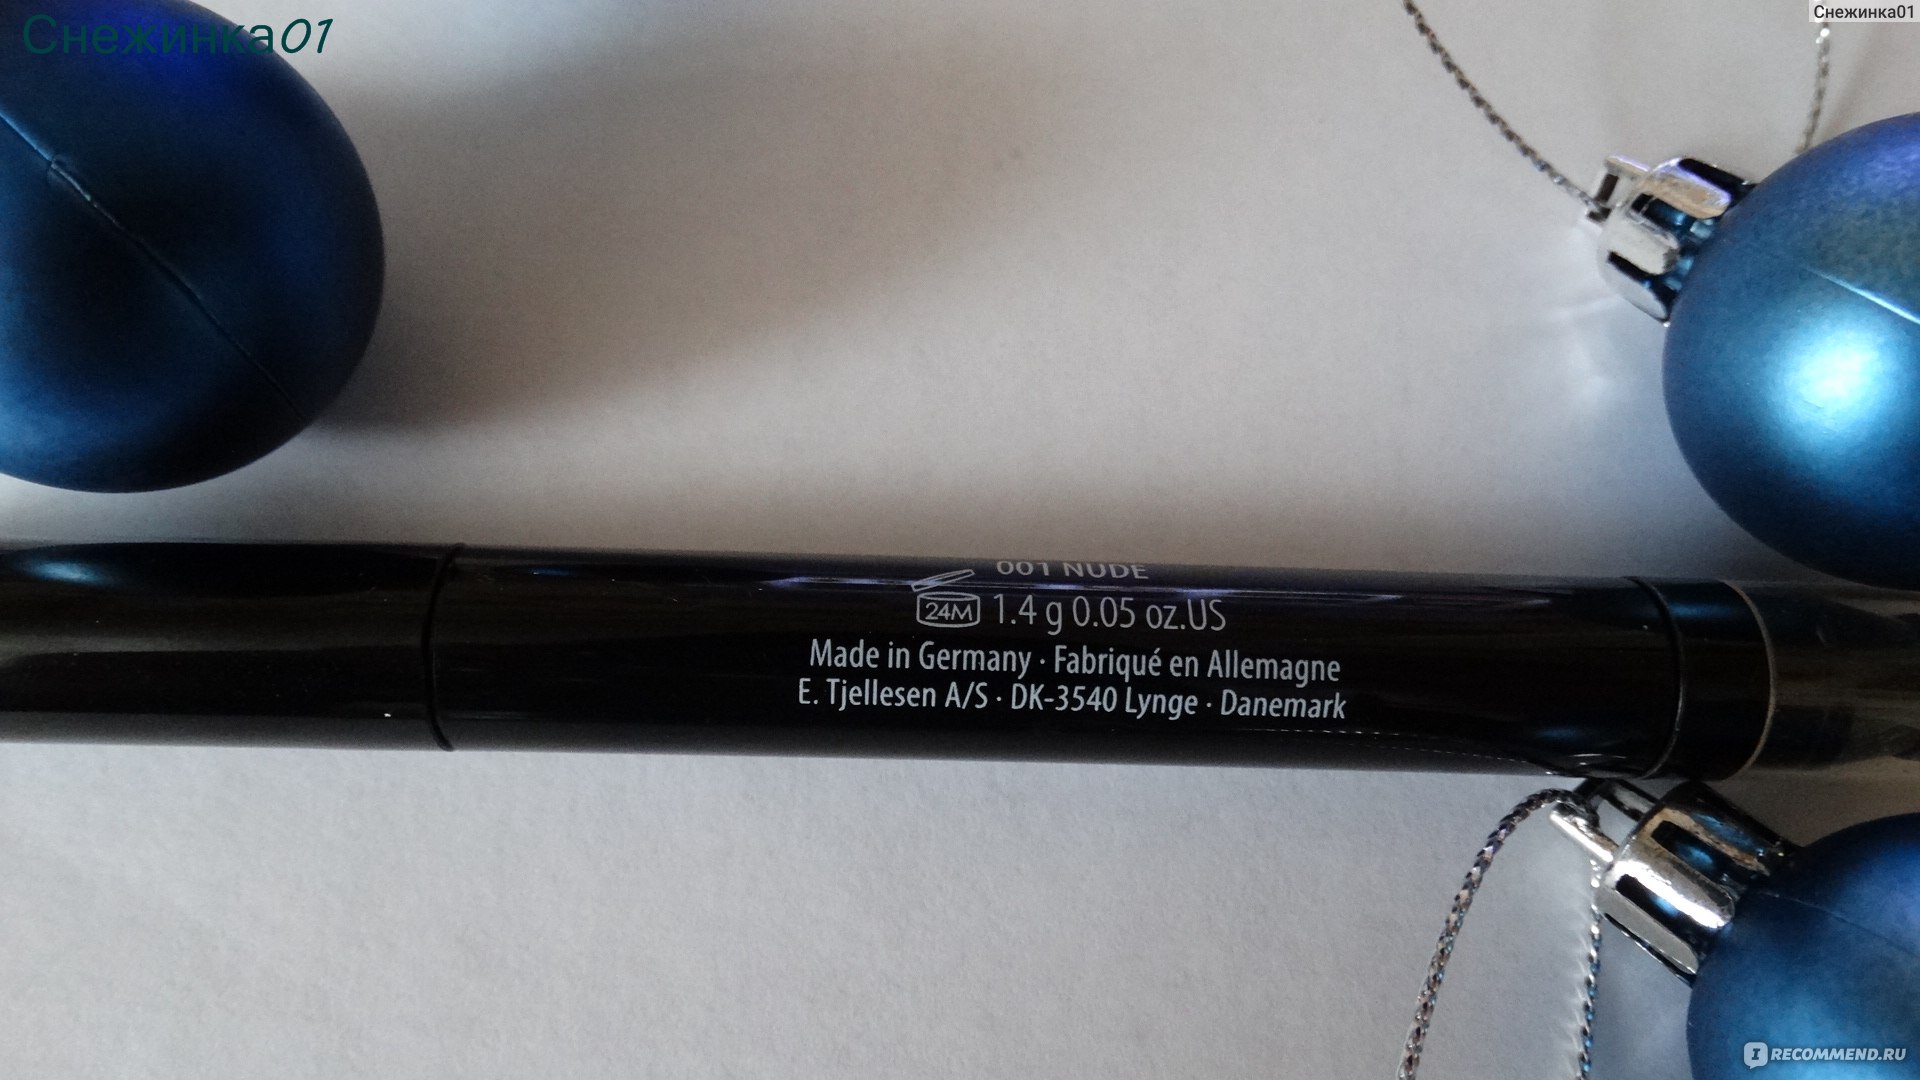 Снежинка01
Снежинка01
001 NUDE
24M 1.4 g 0.05 oz.US
Made in Germany · Fabriqué en Allemagne
E. Tjellesen A/S · DK-3540 Lynge · Danemark
I RECOMMEND.RU